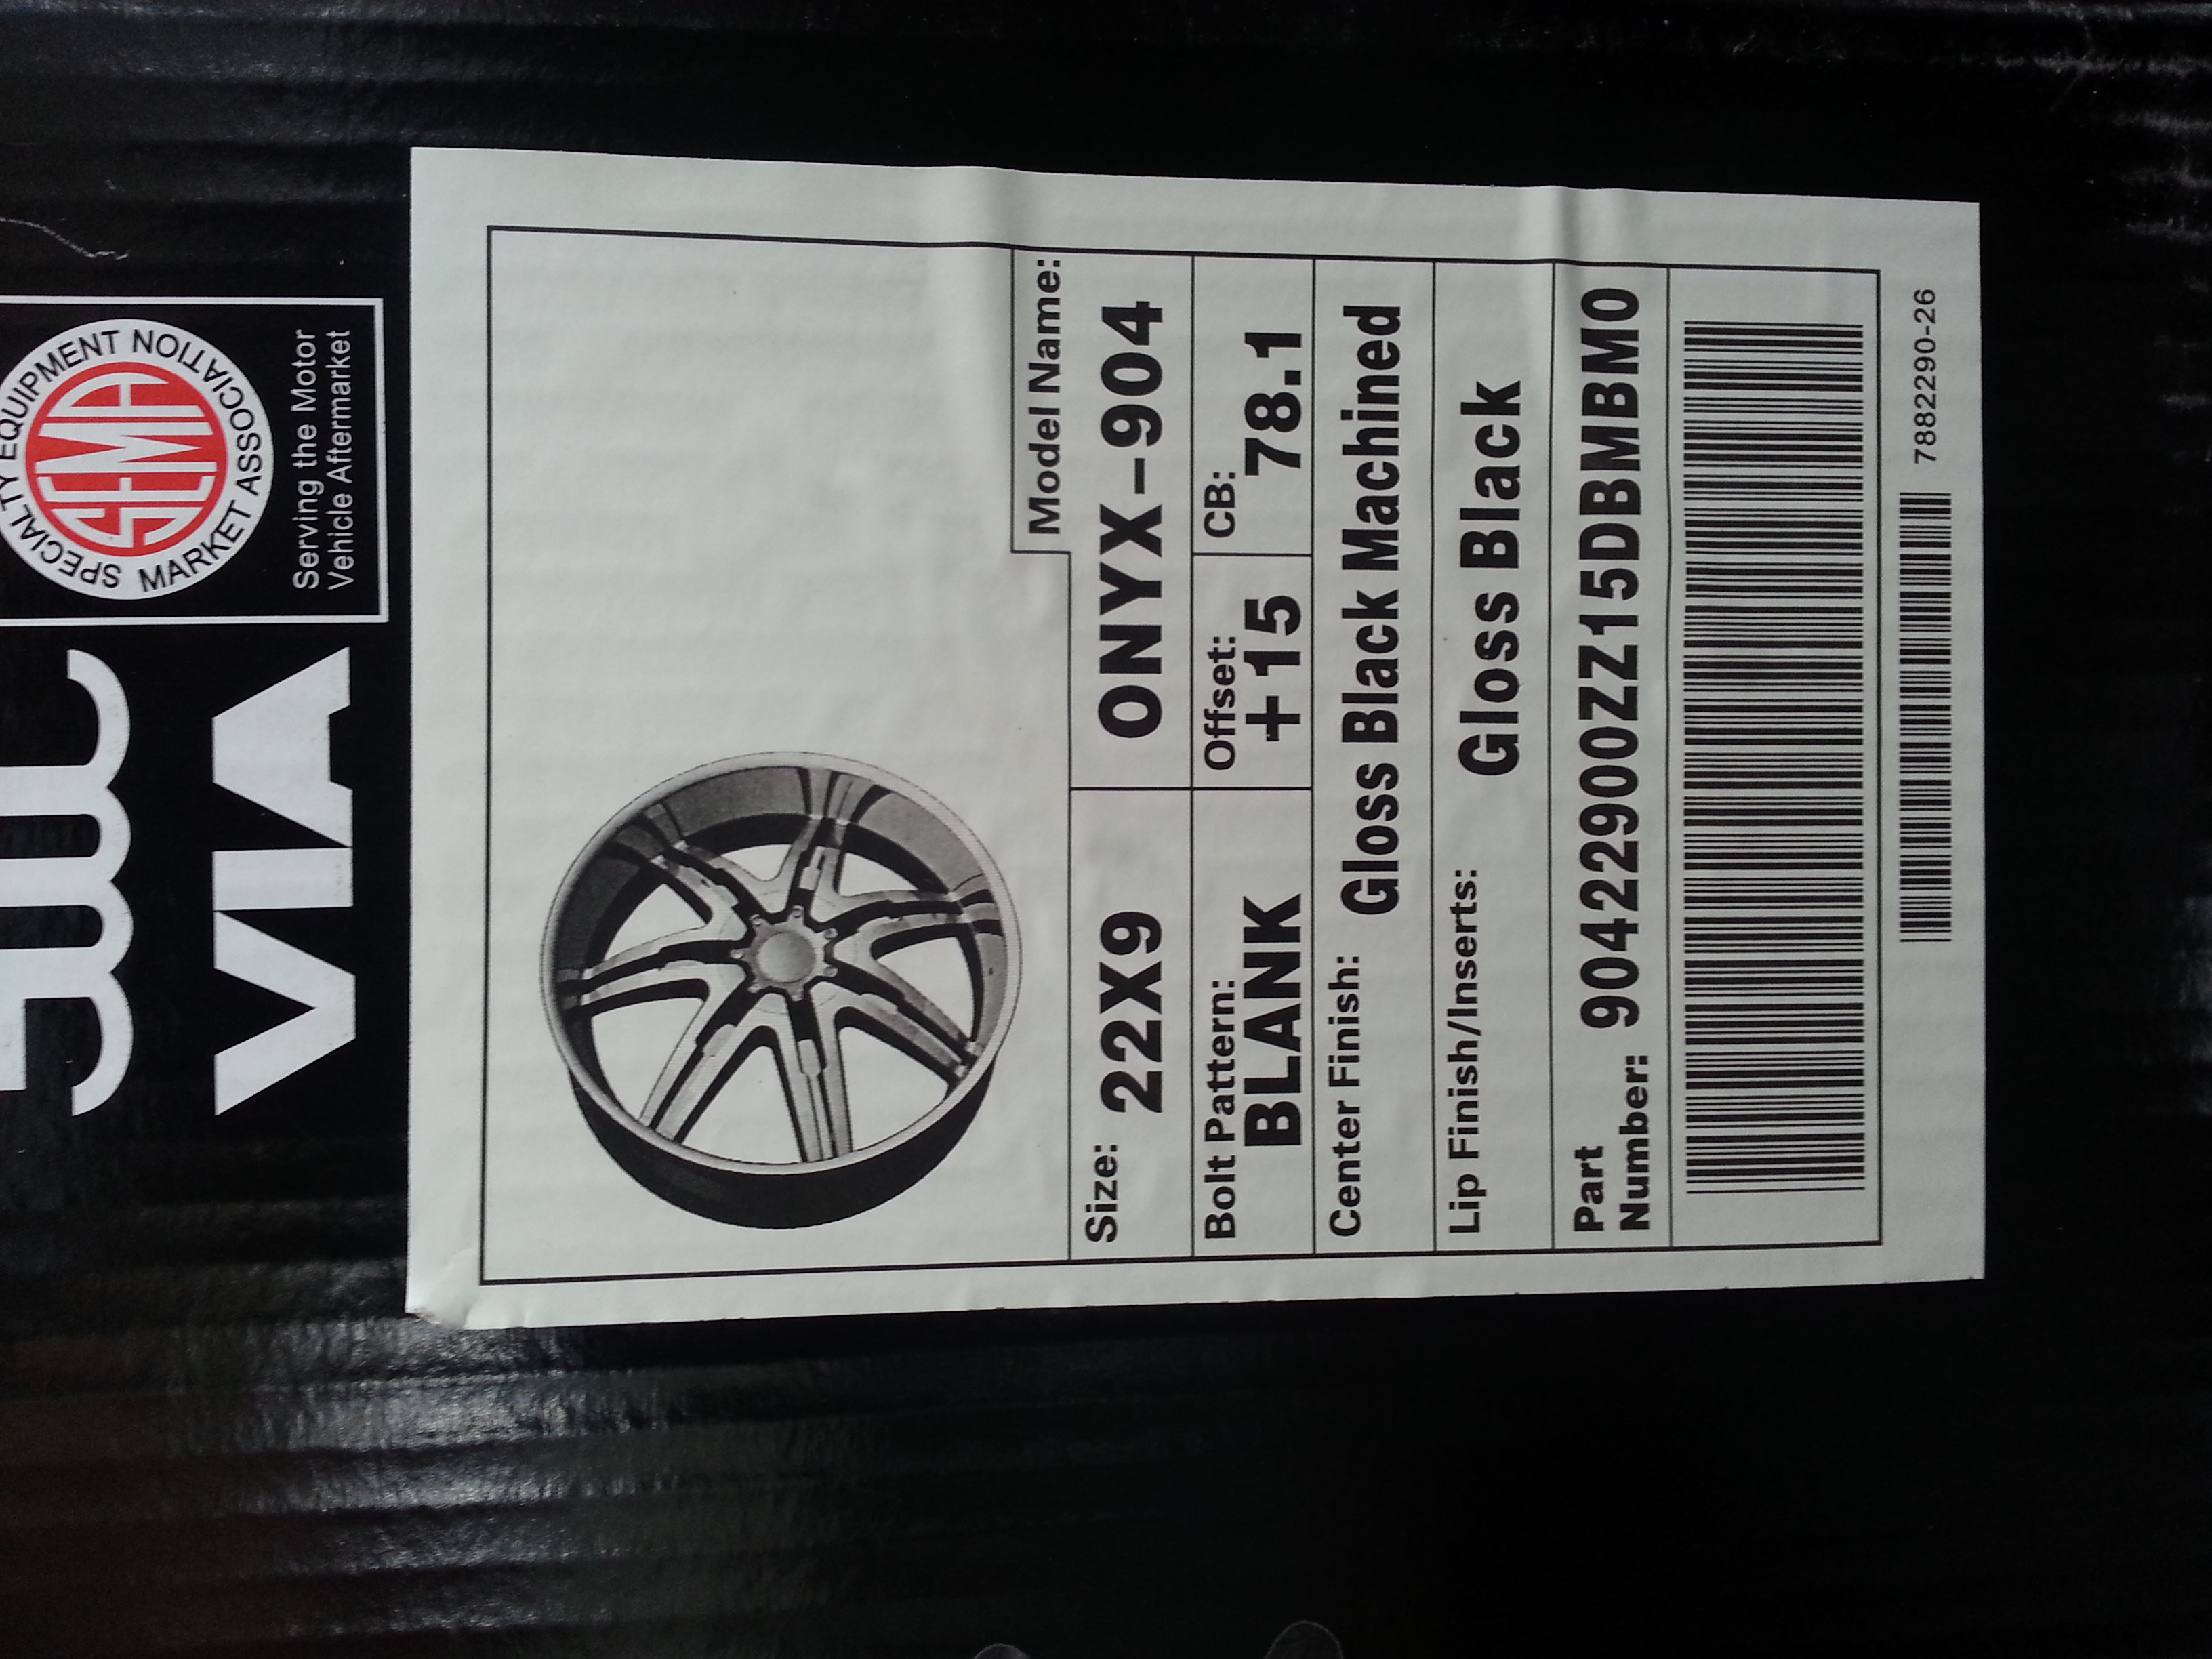 SPECIALTY EQUIPMENT
MARKET ASSOCIATION
SEMA
Serving the Motor
Vehicle Aftermarket
VIA
Model Name:
Size: 22X9 ONYX-904
Bolt Pattern: Offset: CB:
BLANK +15 78.1
Center Finish: Gloss Black Machined
Lip Finish/Inserts:
Gloss Black
Part
Number: 90422900ZZ15DBMBM0
7882290-26